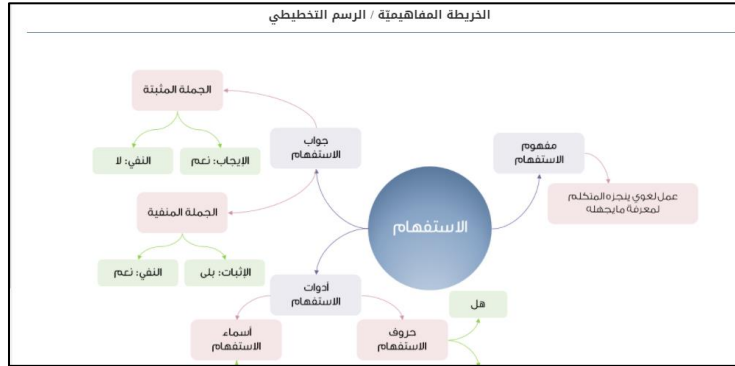 الخريطة المفاهيميّة / الرسم التخطيطي
الاستفهام
مفهوم
الاستفهام
عمل لغوي ينجزه المتكلم
لمعرفة مايجهله
جواب
الاستفهام
الجملة المثبتة
الإيجاب: نعم
النفي: لا
الجملة المنفية
الإثبات: بلى
النفي: نعم
أدوات
الاستفهام
حروف
الاستفهام
هل
أسماء
الاستفهام